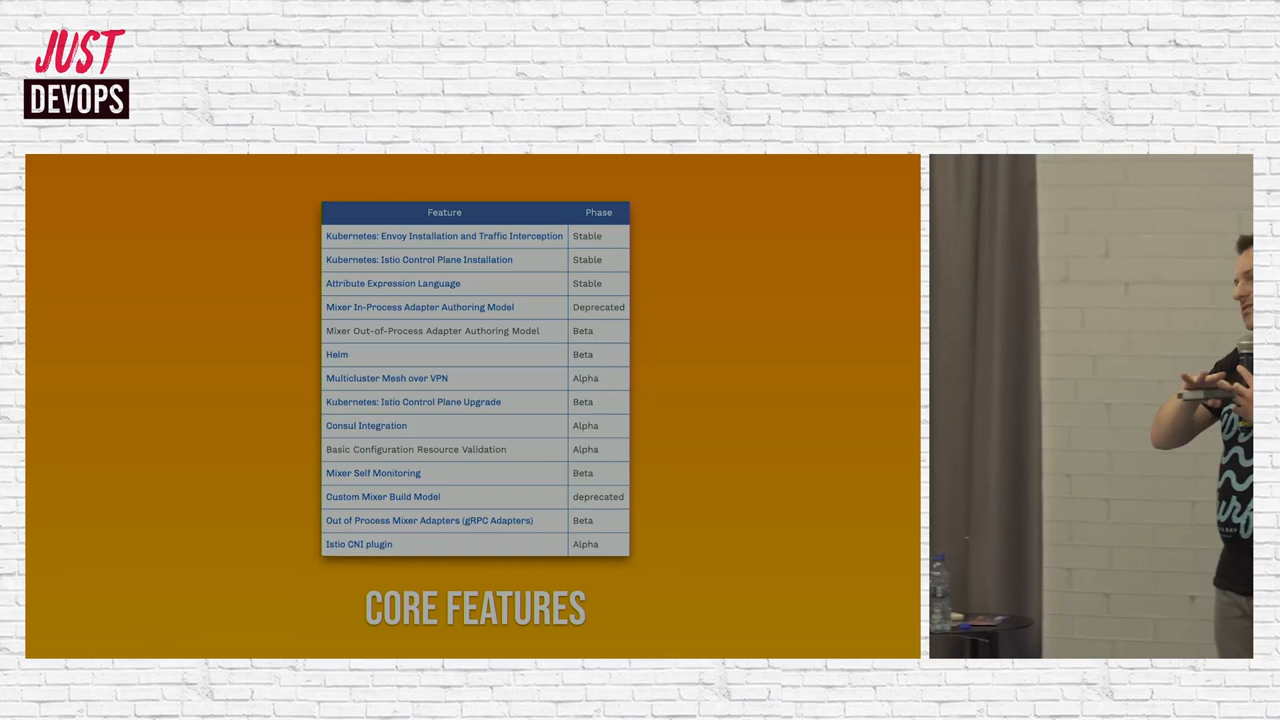 JUST
DEVOPS
Feature Phase
Kubernetes: Envoy Installation and Traffic Interception Stable
Kubernetes: Istio Control Plane Installation Stable
Attribute Expression Language Stable
Mixer In-Process Adapter Authoring Model Deprecated
Mixer Out-of-Process Adapter Authoring Model Beta
Helm Beta
Multicluster Mesh over VPN Alpha
Kubernetes: Istio Control Plane Upgrade Beta
Consul Integration Alpha
Basic Configuration Resource Validation Alpha
Mixer Self Monitoring Beta
Custom Mixer Build Model deprecated
Out of Process Mixer Adapters (gRPC Adapters) Beta
Istio CNI plugin Alpha
CORE FEATURES